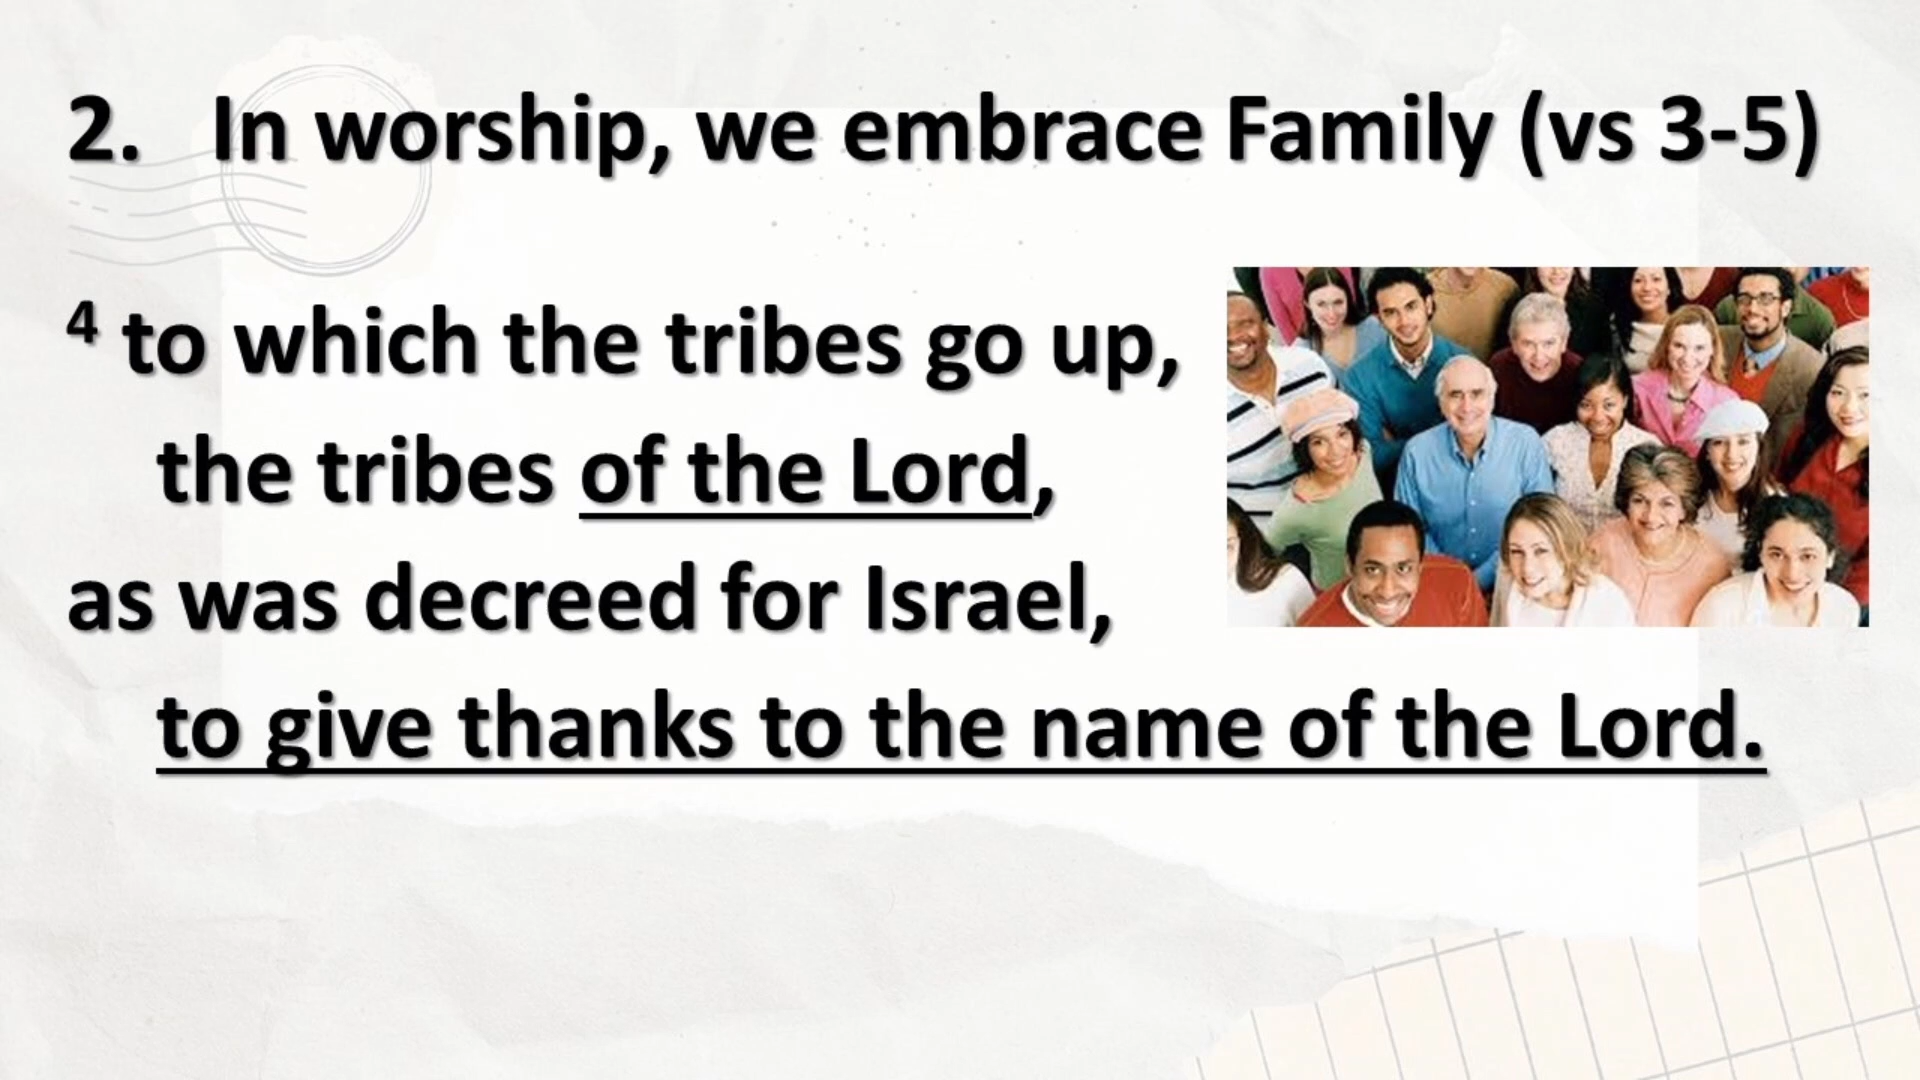 2. In worship, we embrace Family (vs 3-5)
4 to which the tribes go up,
the tribes of the Lord,
as was decreed for Israel,
to give thanks to the name of the Lord.